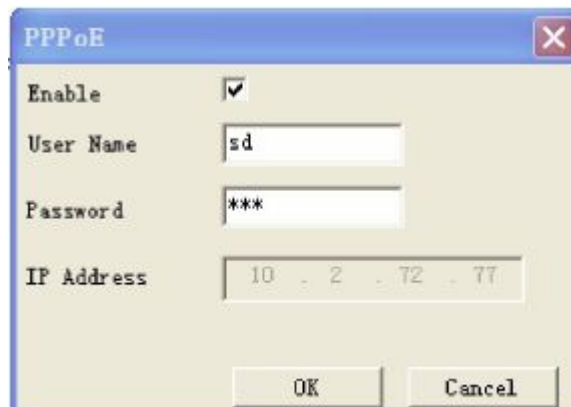 PPPoE
Enable
User Name sd
Password ***
IP Address 10 . 2 . 72 . 77
OK Cancel